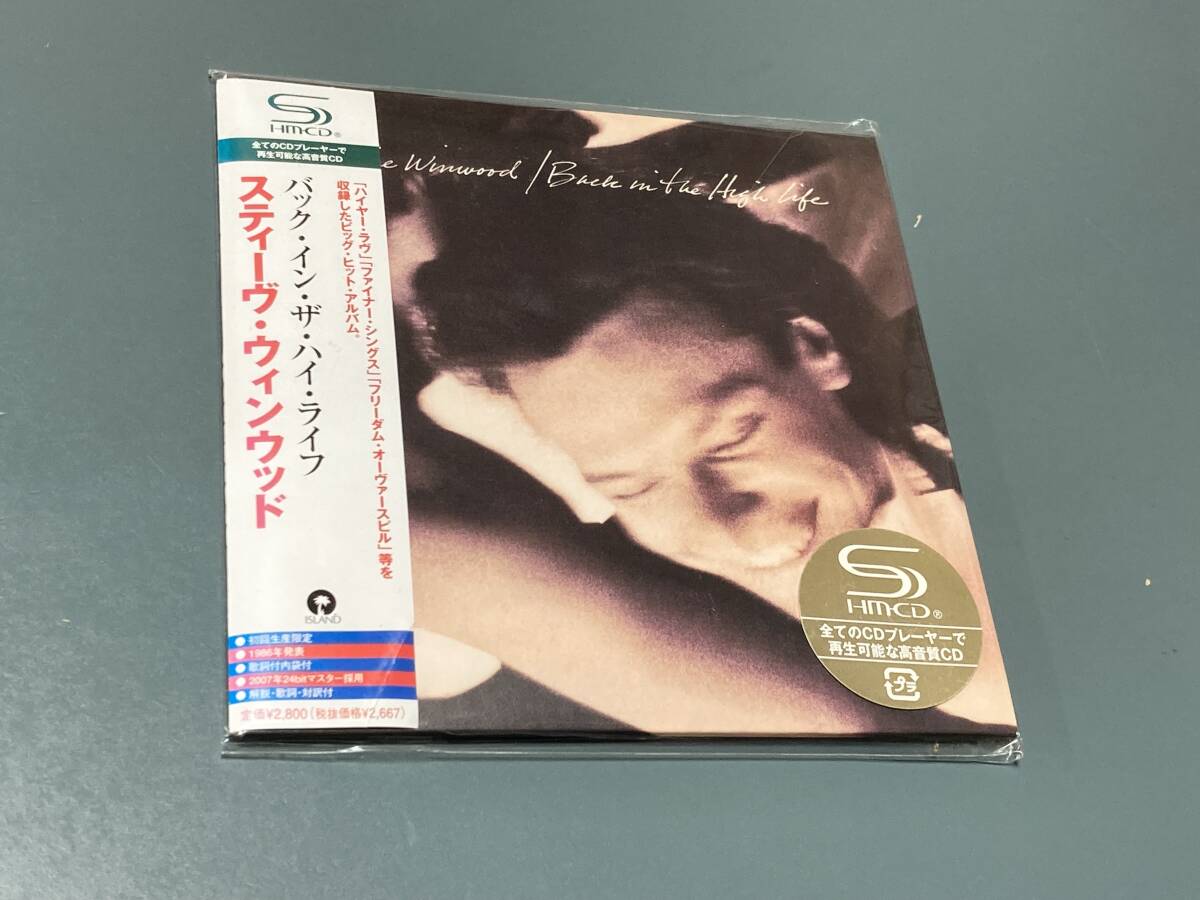 HM-CD®
全てのCDプレーヤーで
再生可能な高音質CD
Winwood / Back in the High Life
「ハイヤー・ラヴ」「ファイナー・シングス」「フリーダム・オーヴァースピル」等を
収録したビッグ・ヒット・アルバム。
バック・イン・ザ・ハイ・ライフ
スティーヴ・ウィンウッド
ISLAND
初回生産限定
1986年発表
歌詞付内袋付
2007年24bitマスター採用
解説・歌詞・対訳付
定価¥2,800(税抜価格¥2,667)
HM-CD®
全てのCDプレーヤーで
再生可能な高音質CD
プラ